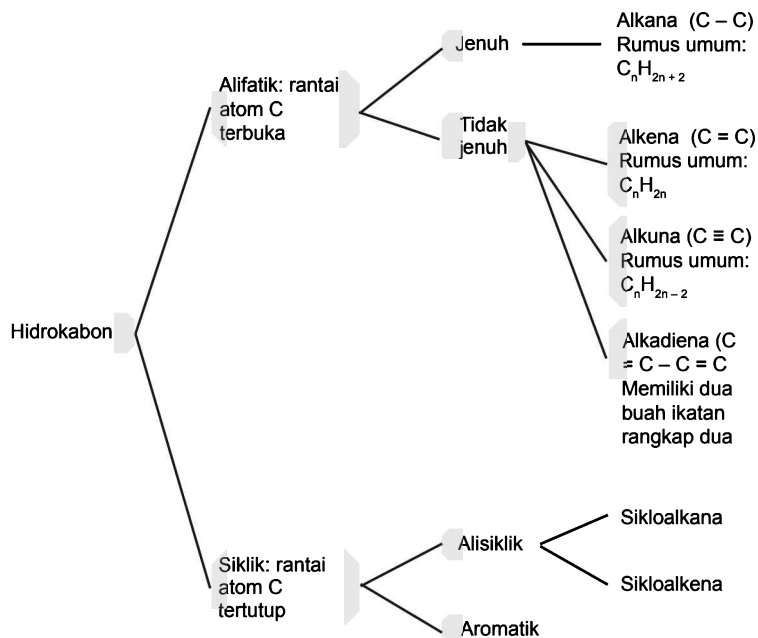 Hidrokabon
Alifatik: rantai
atom C
terbuka
Jenuh
Alkana (C – C)
Rumus umum:
CₙH₂ₙ ₊ ₂
Tidak
jenuh
Alkena (C = C)
Rumus umum:
CₙH₂ₙ
Alkuna (C ≡ C)
Rumus umum:
CₙH₂ₙ ₋ ₂
Alkadiena (C
= C – C = C
Memiliki dua
buah ikatan
rangkap dua
Siklik: rantai
atom C
tertutup
Alisiklik
Sikloalkana
Sikloalkena
Aromatik